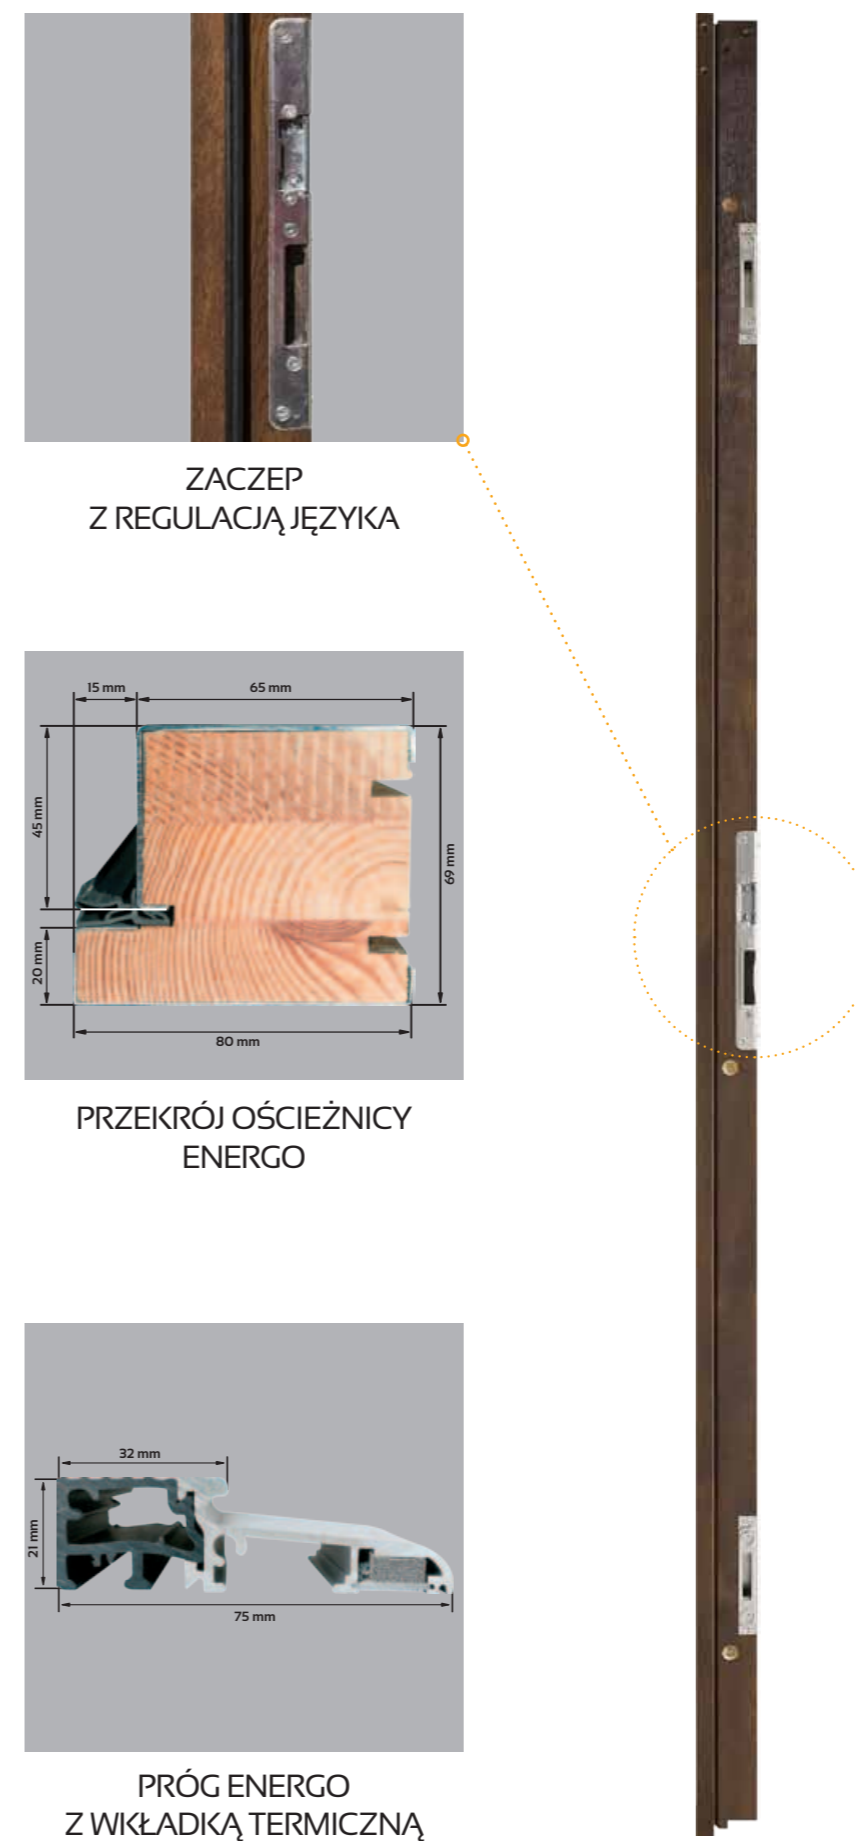 ZACZEP
Z REGULACJĄ JĘZYKA
15 mm
65 mm
45 mm
69 mm
20 mm
80 mm
PRZEKRÓJ OŚCIEŻNICY
ENERGO
32 mm
21 mm
75 mm
PRÓG ENERGO
Z WKŁADKĄ TERMICZNĄ